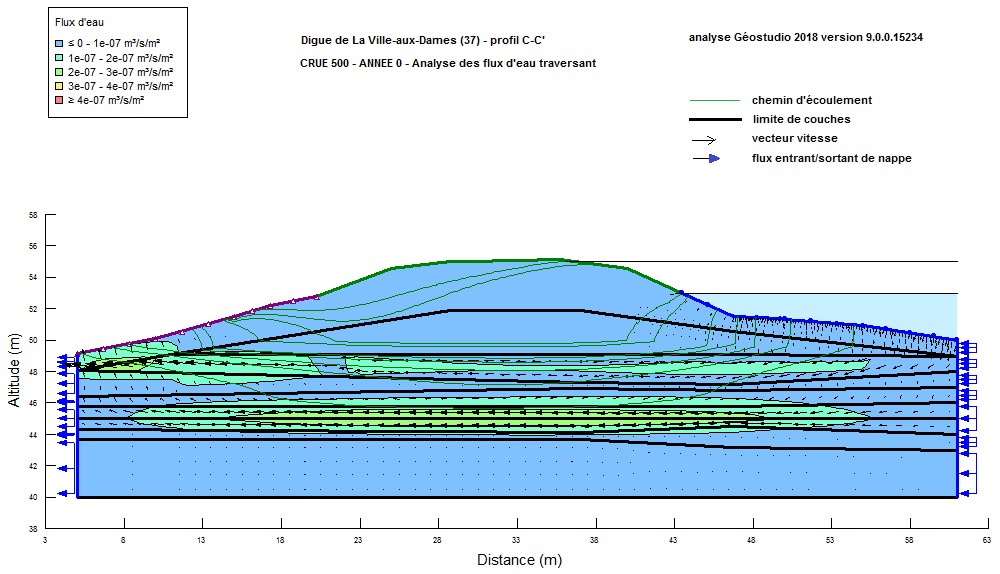 Flux d'eau
≤ 0 - 1e-07 m³/s/m²
1e-07 - 2e-07 m³/s/m²
2e-07 - 3e-07 m³/s/m²
3e-07 - 4e-07 m³/s/m²
≥ 4e-07 m³/s/m²
Digue de La Ville-aux-Dames (37) - profil C-C'
CRUE 500 - ANNEE 0 - Analyse des flux d'eau traversant
analyse Géostudio 2018 version 9.0.0.15234
chemin d'écoulement
limite de couches
vecteur vitesse
flux entrant/sortant de nappe
58
56
54
52
50
48
46
44
42
40
38
Altitude (m)
3
8
13
18
23
28
33
38
43
48
53
58
63
Distance (m)